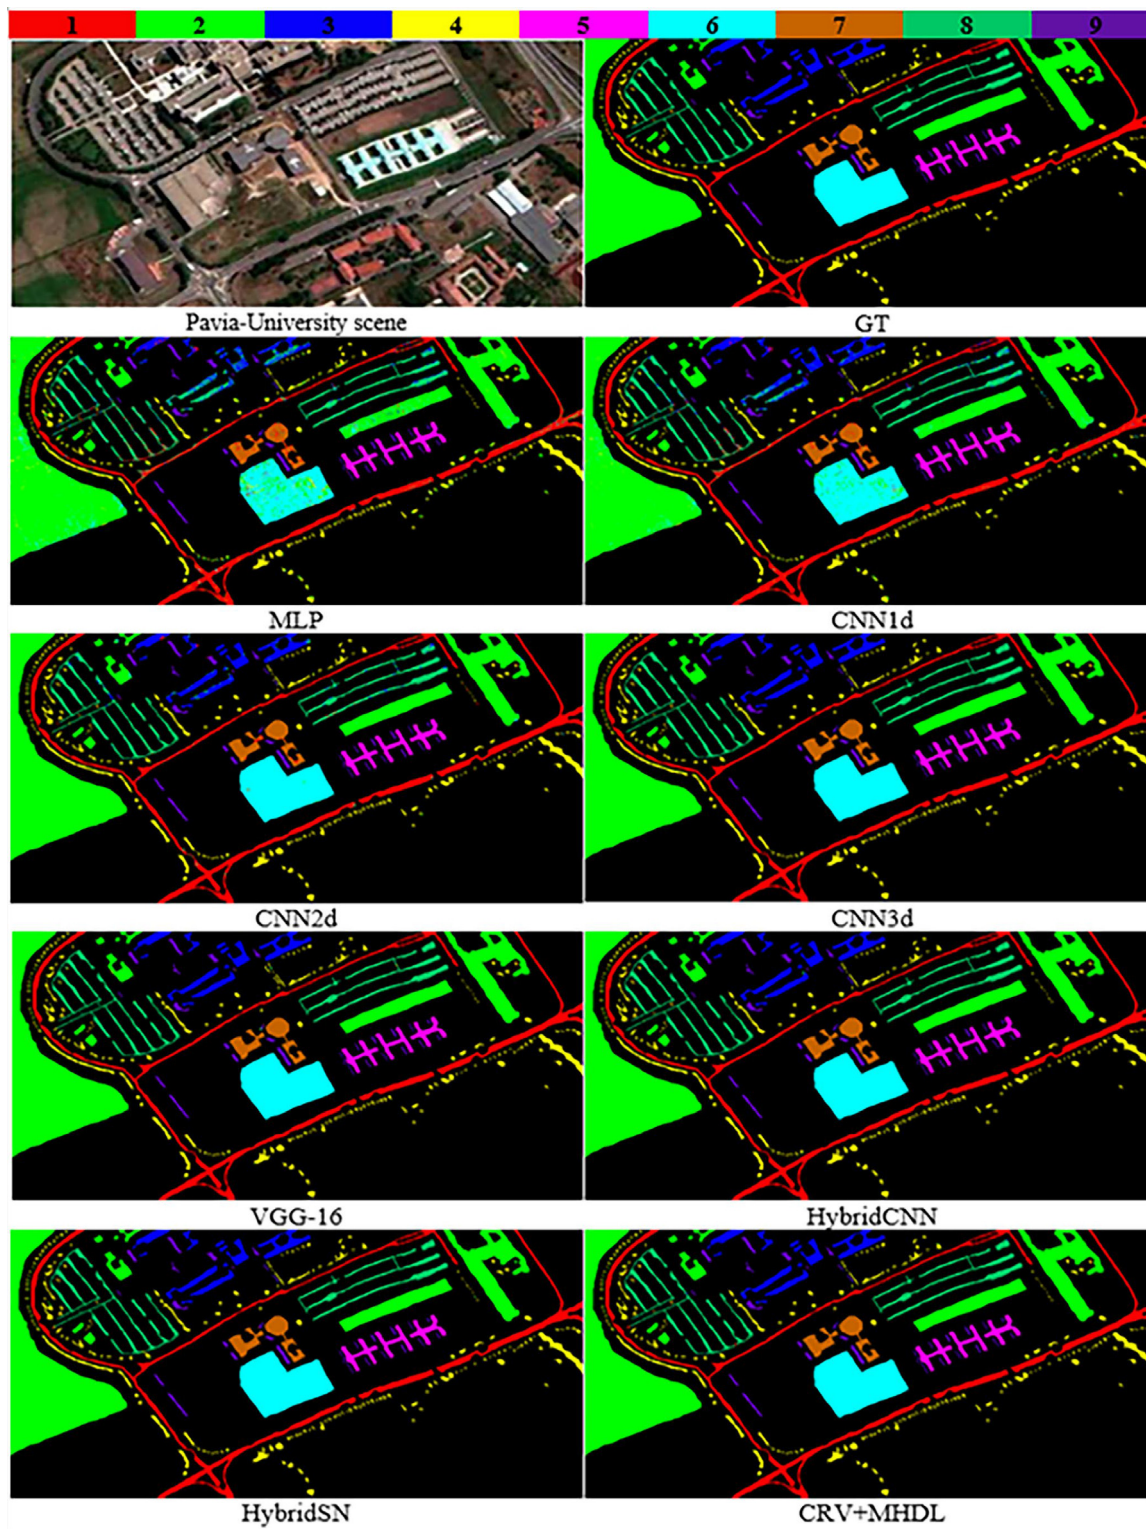 1 2 3 4 5 6 7 8 9
Pavia-University scene GT
MLP CNN1d
CNN2d CNN3d
VGG-16 HybridCNN
HybridSN CRV+MHDL